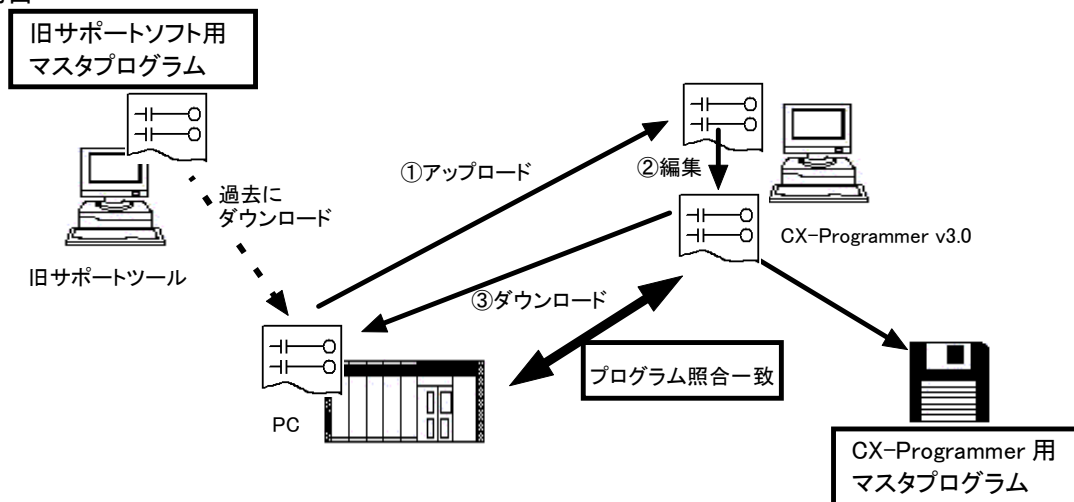 旧サポートソフト用
マスタプログラム
①アップロード
②編集
過去に
ダウンロード
CX-Programmer v3.0
旧サポートツール
③ダウンロード
プログラム照合一致
PC
CX-Programmer 用
マスタプログラム